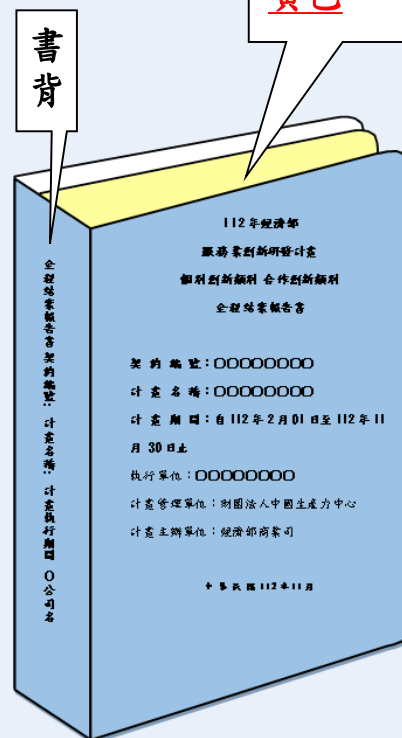 黃色
書背
112年經濟部
服務業創新研發計畫
個別創新類別 合作創新類別
全程結案報告書
契約編號:OOOOOOOO
計畫名稱:OOOOOOOO
計畫期間:自112年2月01日至112年11
月30日止
執行單位:OOOOOOOO
計畫管理單位:財團法人中國生產力中心
計畫主辦單位:經濟部商業司
中華民國112年11月
全程結案報告書 契約編號: 計畫名稱: 計畫執行期間 O公司名